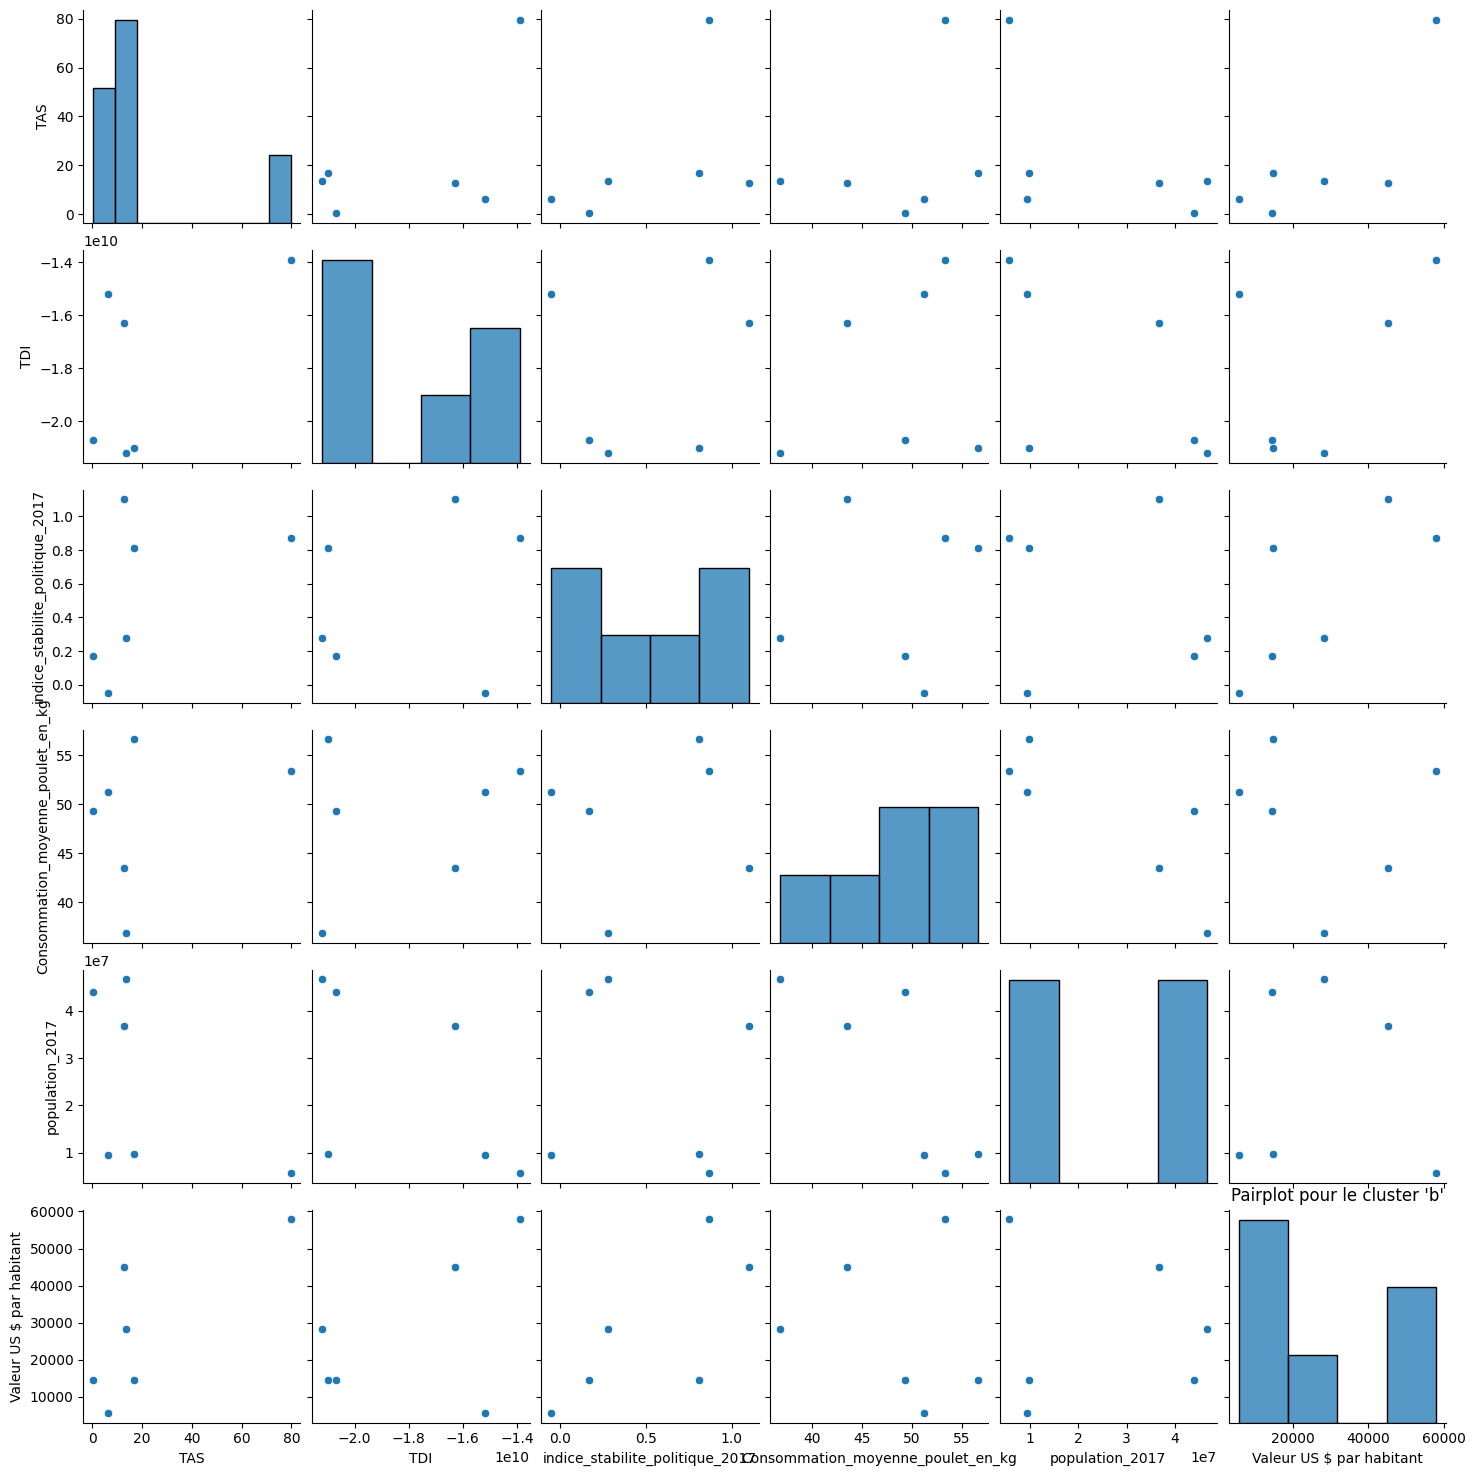 80
60
40
20
0
TAS
1e10
−1.4
−1.6
−1.8
−2.0
TDI
1.0
0.8
0.6
0.4
0.2
0.0
indice_stabilite_politique_2017
55
50
45
40
Consommation_moyenne_poulet_en_kg
1e7
4
3
2
1
population_2017
Pairplot pour le cluster 'b'
60000
50000
40000
30000
20000
10000
Valeur US $ par habitant
0 20 40 60 80
TAS
−2.0 −1.8 −1.6 −1.4
TDI 1e10
0.0 0.5 1.0
indice_stabilite_politique_2017
40 45 50 55
Consommation_moyenne_poulet_en_kg
1 2 3 4
population_2017 1e7
20000 40000 60000
Valeur US $ par habitant